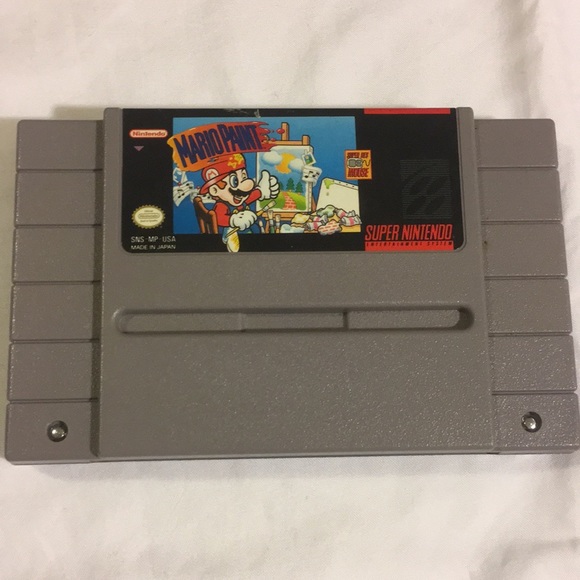 Nintendo
MARIO PAINT
SUPER NES
MOUSE
SNS-MP-USA
MADE IN JAPAN
SUPER NINTENDO
ENTERTAINMENT SYSTEM